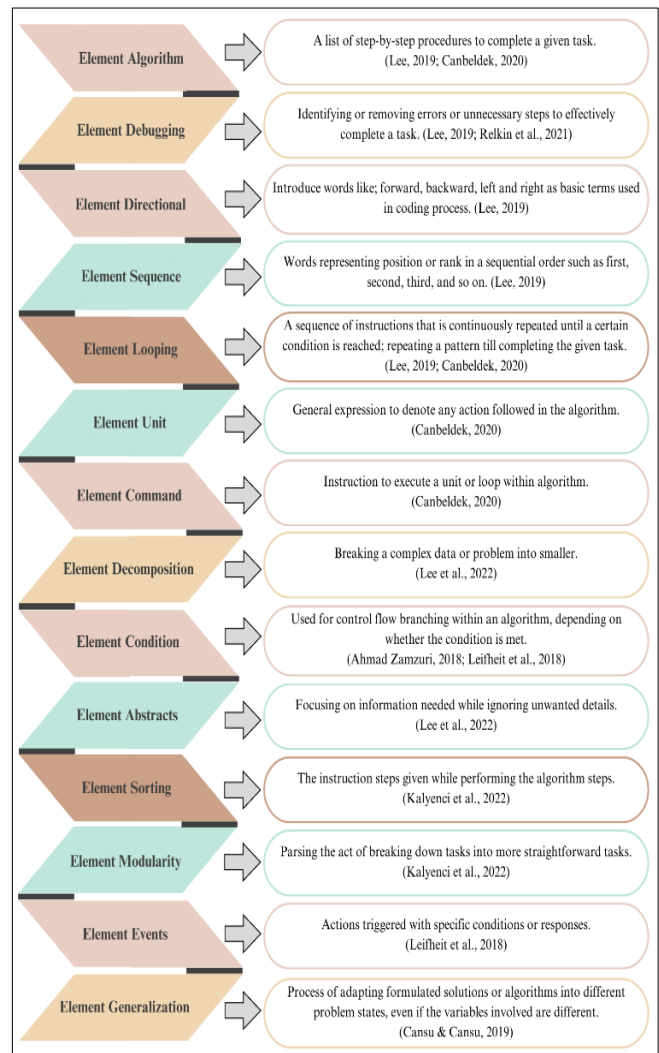 Element Algorithm
A list of step-by-step procedures to complete a given task.
(Lee, 2019; Canbeldek, 2020)
Element Debugging
Identifying or removing errors or unnecessary steps to effectively
complete a task. (Lee, 2019; Relkin et al., 2021)
Element Directional
Introduce words like; forward, backward, left and right as basic terms used
in coding process. (Lee, 2019)
Element Sequence
Words representing position or rank in a sequential order such as first,
second, third, and so on. (Lee, 2019)
Element Looping
A sequence of instructions that is continuously repeated until a certain
condition is reached; repeating a pattern till completing the given task.
(Lee, 2019; Canbeldek, 2020)
Element Unit
General expression to denote any action followed in the algorithm.
(Canbeldek, 2020)
Element Command
Instruction to execute a unit or loop within algorithm.
(Canbeldek, 2020)
Element Decomposition
Breaking a complex data or problem into smaller.
(Lee et al., 2022)
Element Condition
Used for control flow branching within an algorithm, depending on
whether the condition is met.
(Ahmad Zamzuri, 2018; Leifheit et al., 2018)
Element Abstracts
Focusing on information needed while ignoring unwanted details.
(Lee et al., 2022)
Element Sorting
The instruction steps given while performing the algorithm steps.
(Kalyenci et al., 2022)
Element Modularity
Parsing the act of breaking down tasks into more straightforward tasks.
(Kalyenci et al., 2022)
Element Events
Actions triggered with specific conditions or responses.
(Leifheit et al., 2018)
Element Generalization
Process of adapting formulated solutions or algorithms into different
problem states, even if the variables involved are different.
(Cansu & Cansu, 2019)